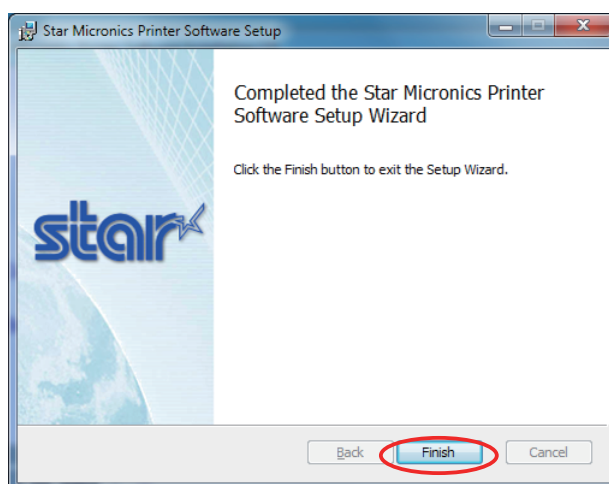 Star Micronics Printer Software Setup
Completed the Star Micronics Printer
Software Setup Wizard
Click the Finish button to exit the Setup Wizard.
star
Back
Finish
Cancel